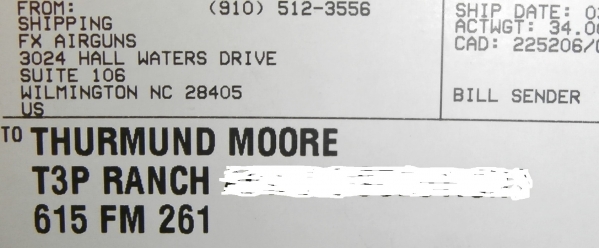 FROM: (910) 512-3556
SHIPPING
FX AIRGUNS
3024 HALL WATERS DRIVE
SUITE 106
WILMINGTON NC 28405
US
SHIP DATE:
ACTWGT: 34.0
CAD: 225206/
BILL SENDER
TO THURMUND MOORE
T3P RANCH
615 FM 261